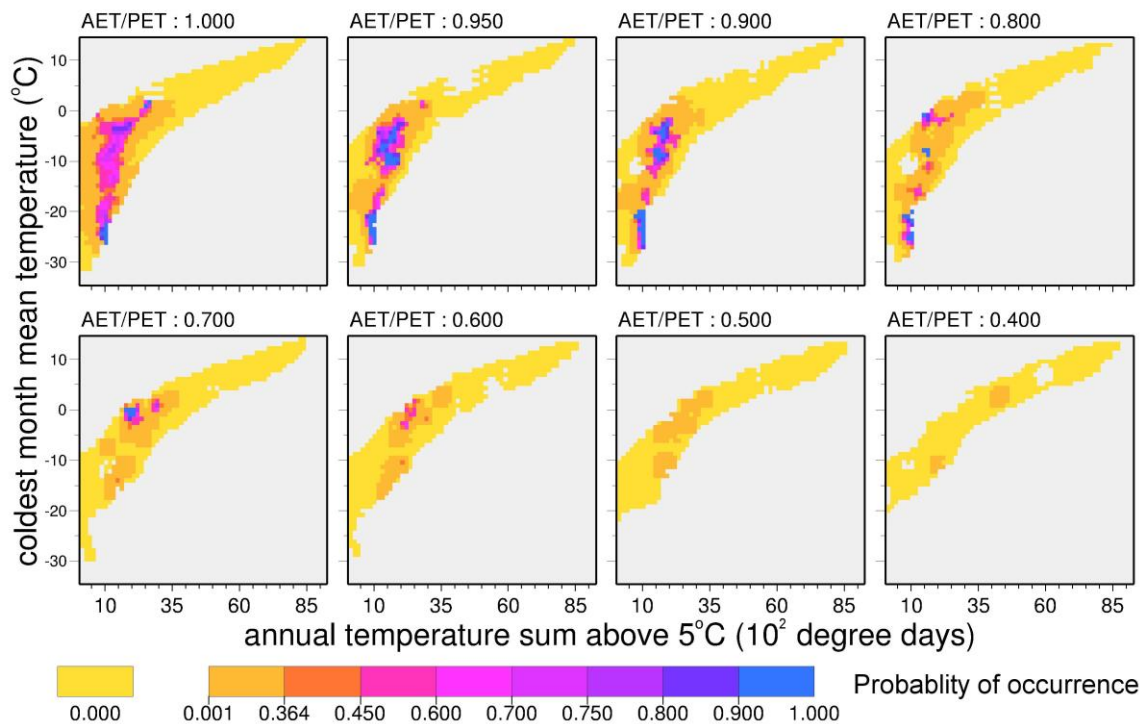 AET/PET : 1.000 AET/PET : 0.950 AET/PET : 0.900 AET/PET : 0.800
10
0
-10
-20
-30
AET/PET : 0.700 AET/PET : 0.600 AET/PET : 0.500 AET/PET : 0.400
10
0
-10
-20
-30
coldest month mean temperature (°C)
10 35 60 85 10 35 60 85 10 35 60 85 10 35 60 85
annual temperature sum above 5°C (10² degree days)
Probablity of occurrence
0.000 0.001 0.364 0.450 0.600 0.700 0.750 0.800 0.900 1.000